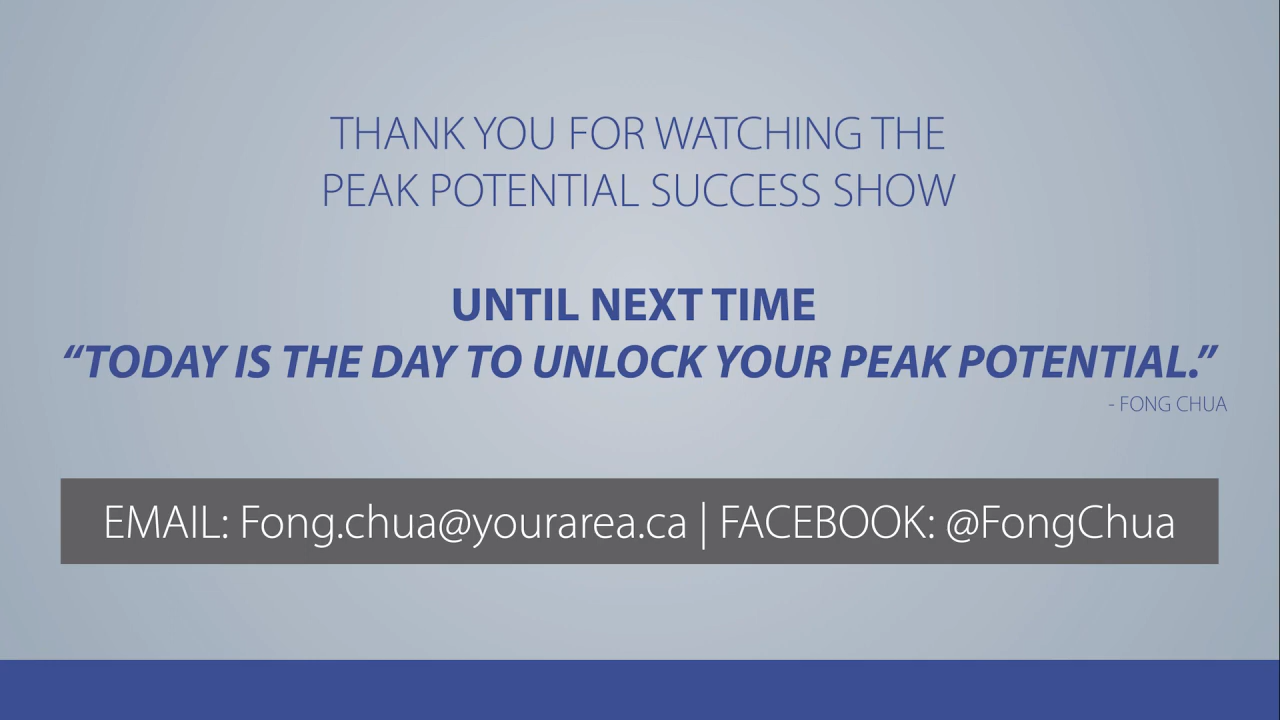 THANK YOU FOR WATCHING THE
PEAK POTENTIAL SUCCESS SHOW
UNTIL NEXT TIME
“TODAY IS THE DAY TO UNLOCK YOUR PEAK POTENTIAL.”
- FONG CHUA
EMAIL: Fong.chua@yourarea.ca | FACEBOOK: @FongChua